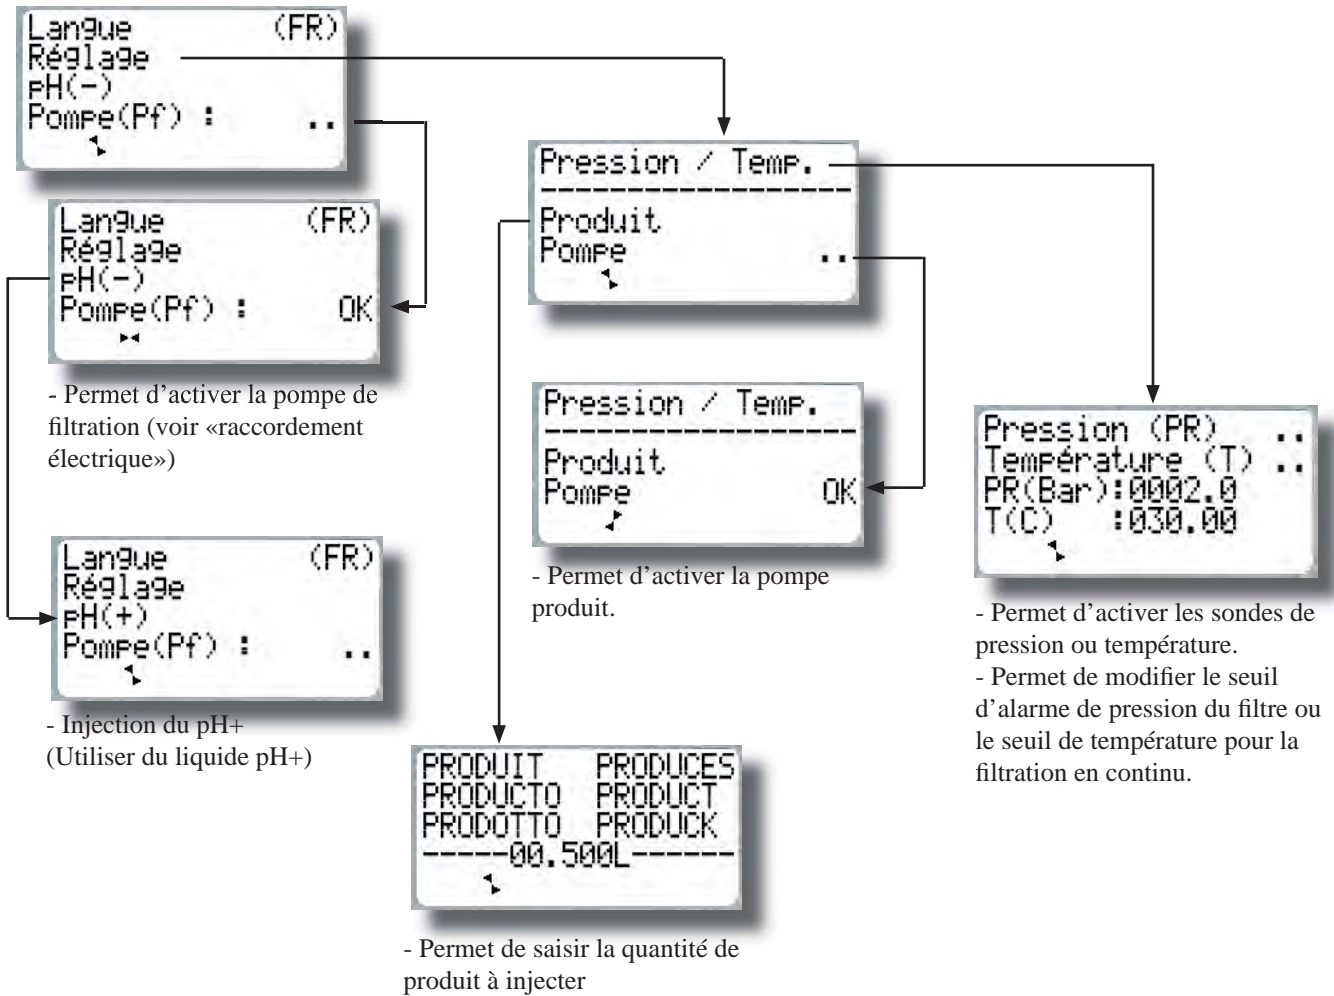 Langue (FR)
Réglage
pH(-)
Pompe(Pf) : ..
Langue (FR)
Réglage
pH(-)
Pompe(Pf) : OK
- Permet d'activer la pompe de
filtration (voir «raccordement
électrique»)
Langue (FR)
Réglage
pH(+)
Pompe(Pf) : ..
- Injection du pH+
(Utiliser du liquide pH+)
Pression / Temp.
--------------------
Produit
Pompe ..
Pression / Temp.
--------------------
Produit
Pompe OK
- Permet d'activer la pompe
produit.
PRODUIT PRODUCES
PRODUCTO PRODUCT
PRODOTTO PRODUCK
-----00.500L------
- Permet de saisir la quantité de
produit à injecter
Pression (PR) ..
Température (T) ..
PR(Bar):0002.0
T(C) :030.00
- Permet d'activer les sondes de
pression ou température.
- Permet de modifier le seuil
d'alarme de pression du filtre ou
le seuil de température pour la
filtration en continu.